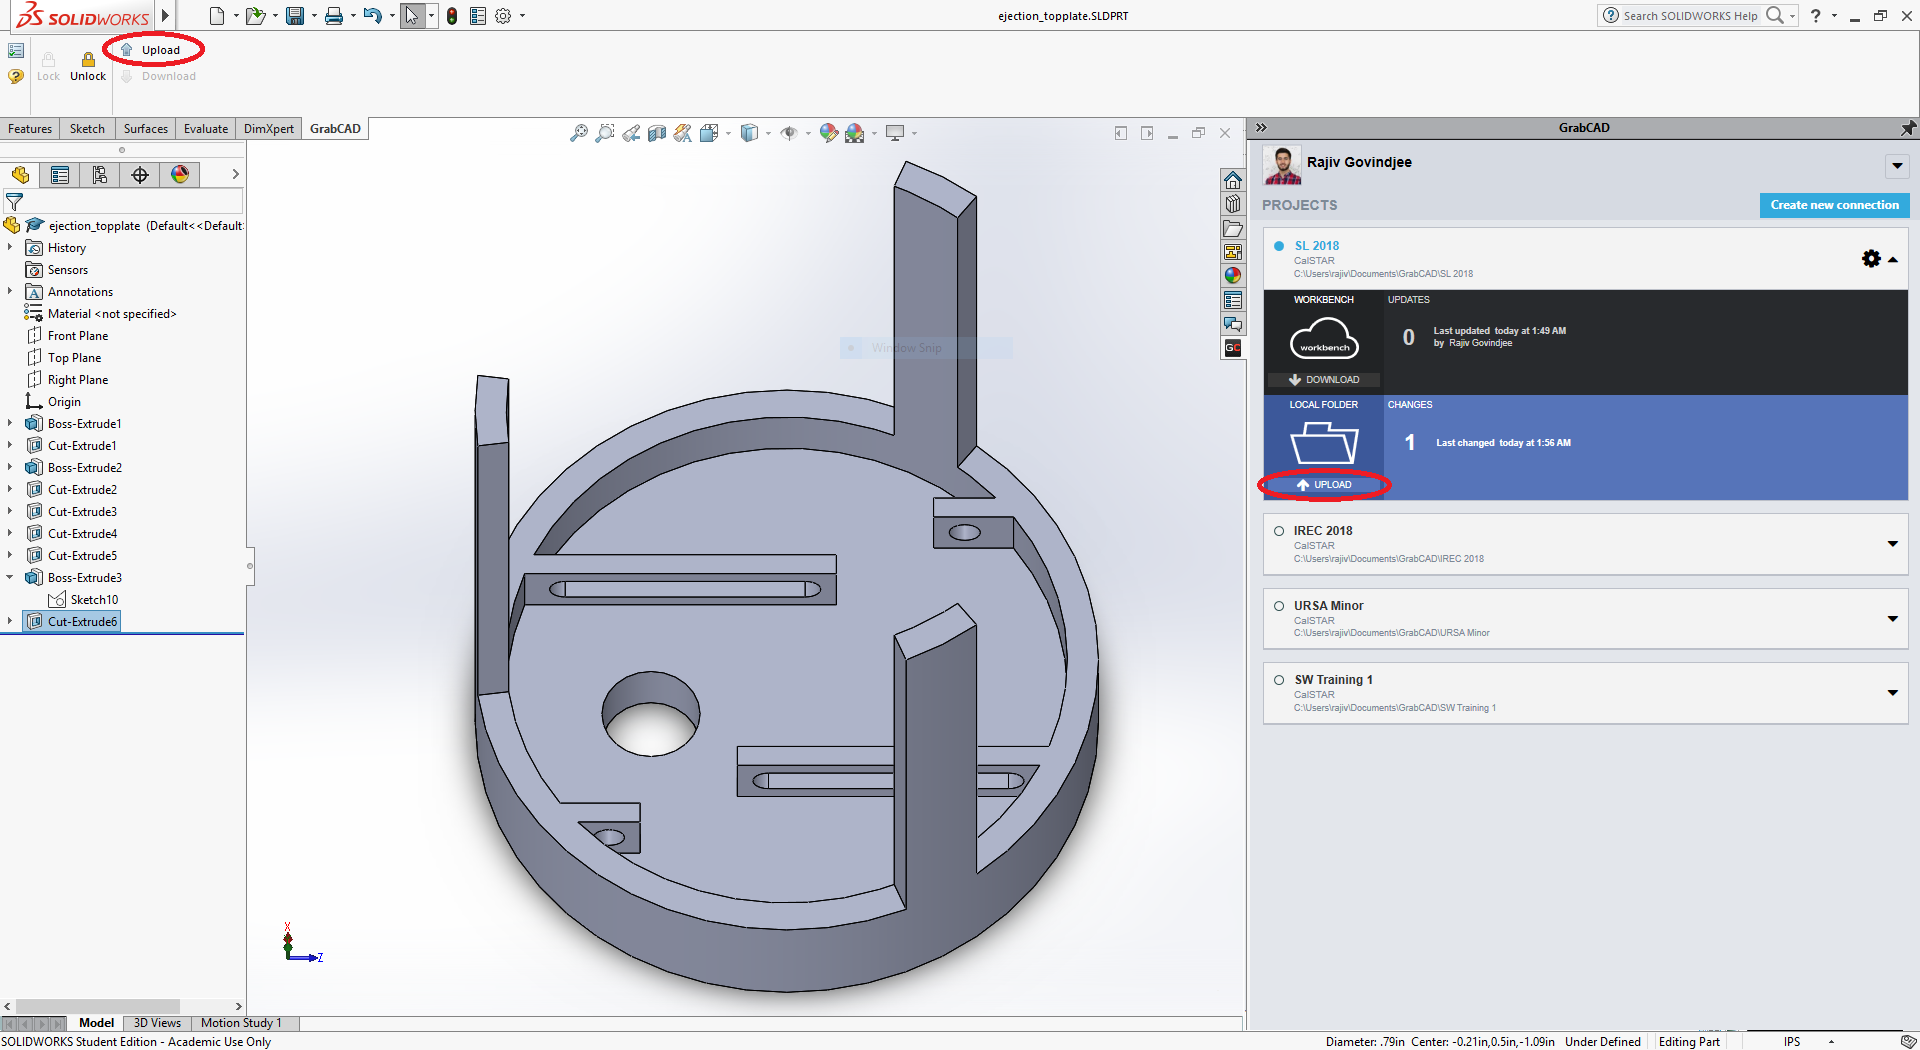 SOLIDWORKS
ejection_topplate.SLDPRT
Search SOLIDWORKS Help
?
Lock
Unlock
Upload
Download
Features
Sketch
Surfaces
Evaluate
DimXpert
GrabCAD
ejection_topplate (Default<<Default
History
Sensors
Annotations
Material <not specified>
Front Plane
Top Plane
Right Plane
Origin
Boss-Extrude1
Cut-Extrude1
Boss-Extrude2
Cut-Extrude2
Cut-Extrude3
Cut-Extrude4
Cut-Extrude5
Boss-Extrude3
Sketch10
Cut-Extrude6
Window Snip
X
Z
GC
GrabCAD
Rajiv Govindjee
PROJECTS
Create new connection
SL 2018
CalSTAR
C:\Users\rajiv\Documents\GrabCAD\SL 2018
WORKBENCH
workbench
DOWNLOAD
UPDATES
0
Last updated today at 1:49 AM
by Rajiv Govindjee
LOCAL FOLDER
UPLOAD
CHANGES
1
Last changed today at 1:56 AM
IREC 2018
CalSTAR
C:\Users\rajiv\Documents\GrabCAD\IREC 2018
URSA Minor
CalSTAR
C:\Users\rajiv\Documents\GrabCAD\URSA Minor
SW Training 1
CalSTAR
C:\Users\rajiv\Documents\GrabCAD\SW Training 1
Model
3D Views
Motion Study 1
SOLIDWORKS Student Edition - Academic Use Only
Diameter: .79in Center: -0.21in,0.5in,-1.09in
Under Defined
Editing Part
IPS